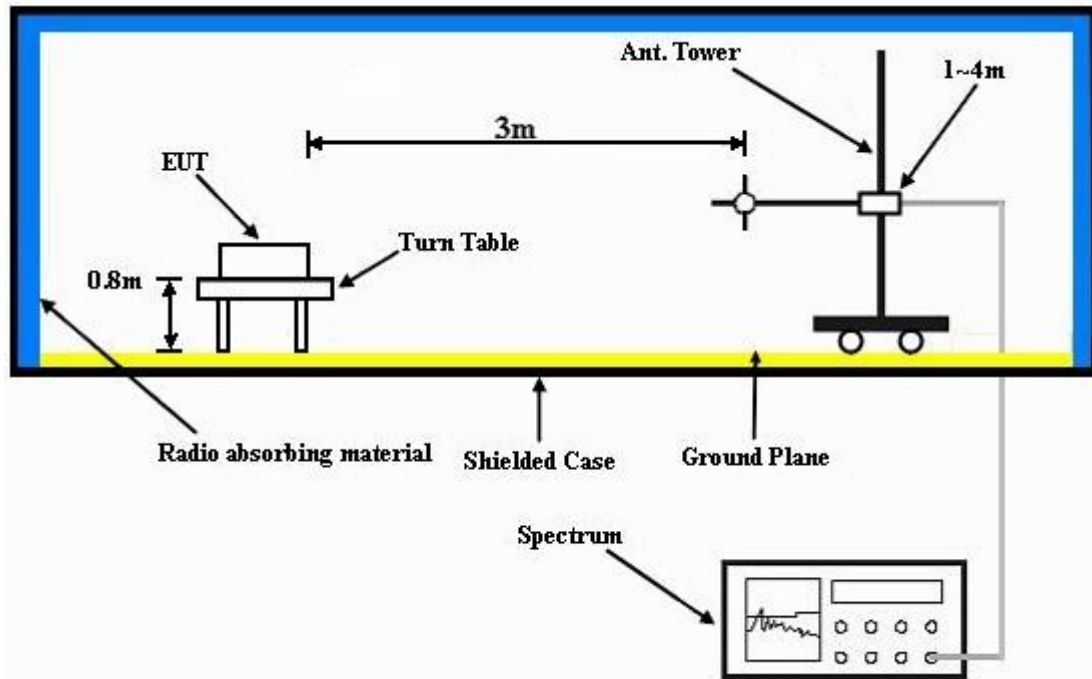 Ant. Tower
1~4m
3m
EUT
Turn Table
0.8m
Radio absorbing material
Shielded Case
Ground Plane
Spectrum